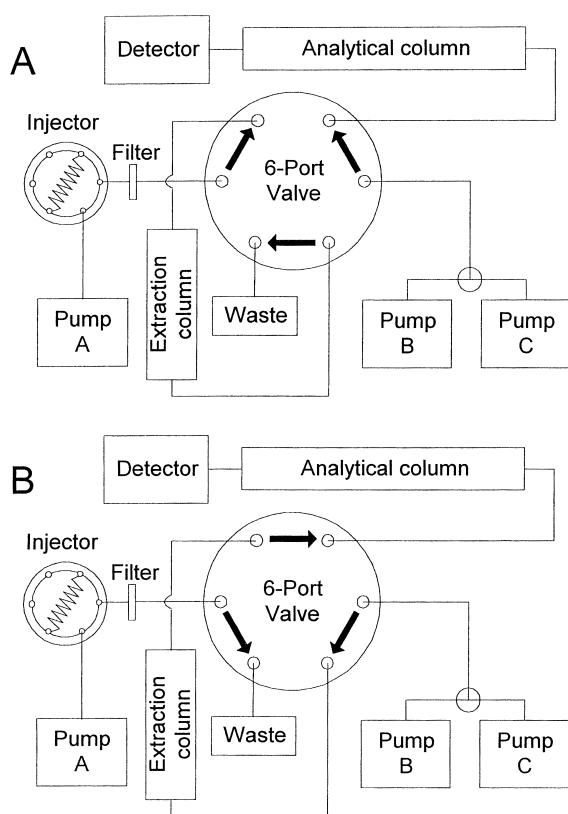 A
Detector
Analytical column
Injector
Filter
6-Port
Valve
Extraction
column
Waste
Pump
A
Pump
B
Pump
C
B
Detector
Analytical column
Injector
Filter
6-Port
Valve
Extraction
column
Waste
Pump
A
Pump
B
Pump
C